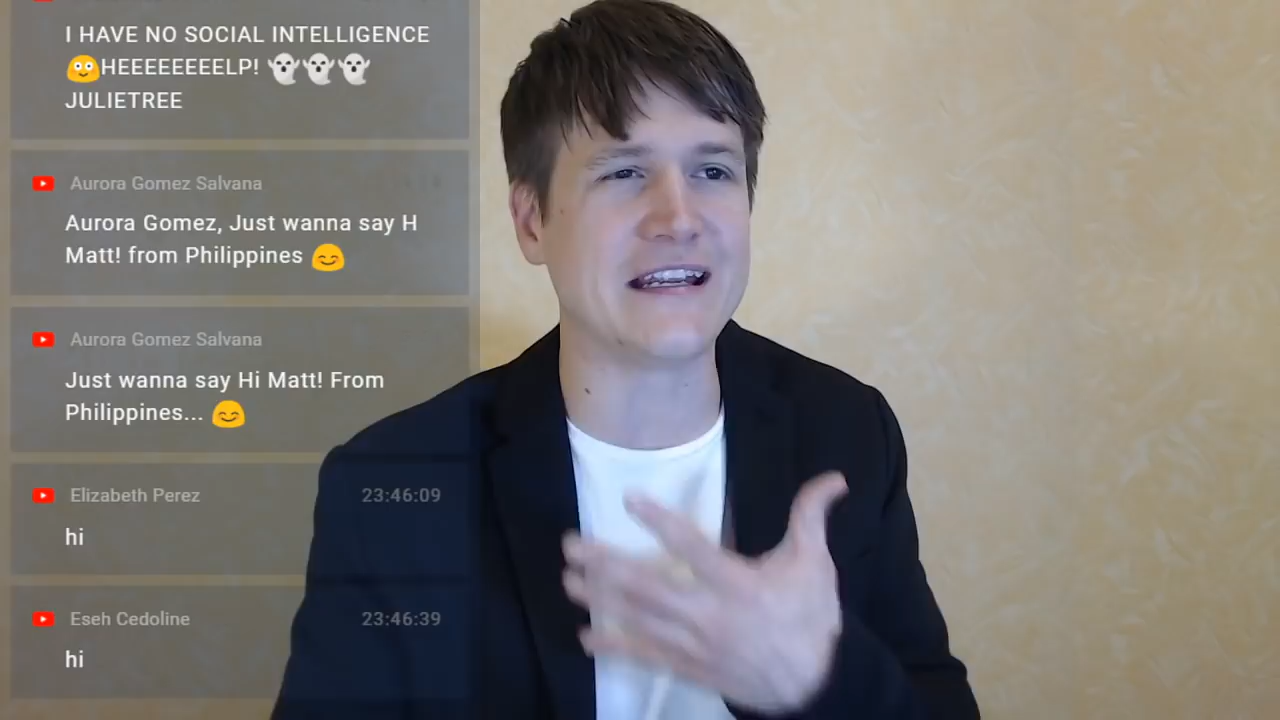 I HAVE NO SOCIAL INTELLIGENCE
😳HEEEEEEEELP! 👻👻👻
JULIETREE
Aurora Gomez Salvana
Aurora Gomez, Just wanna say H
Matt! from Philippines 😊
Aurora Gomez Salvana
Just wanna say Hi Matt! From
Philippines... 😊
Elizabeth Perez 23:46:09
hi
Eseh Cedoline 23:46:39
hi